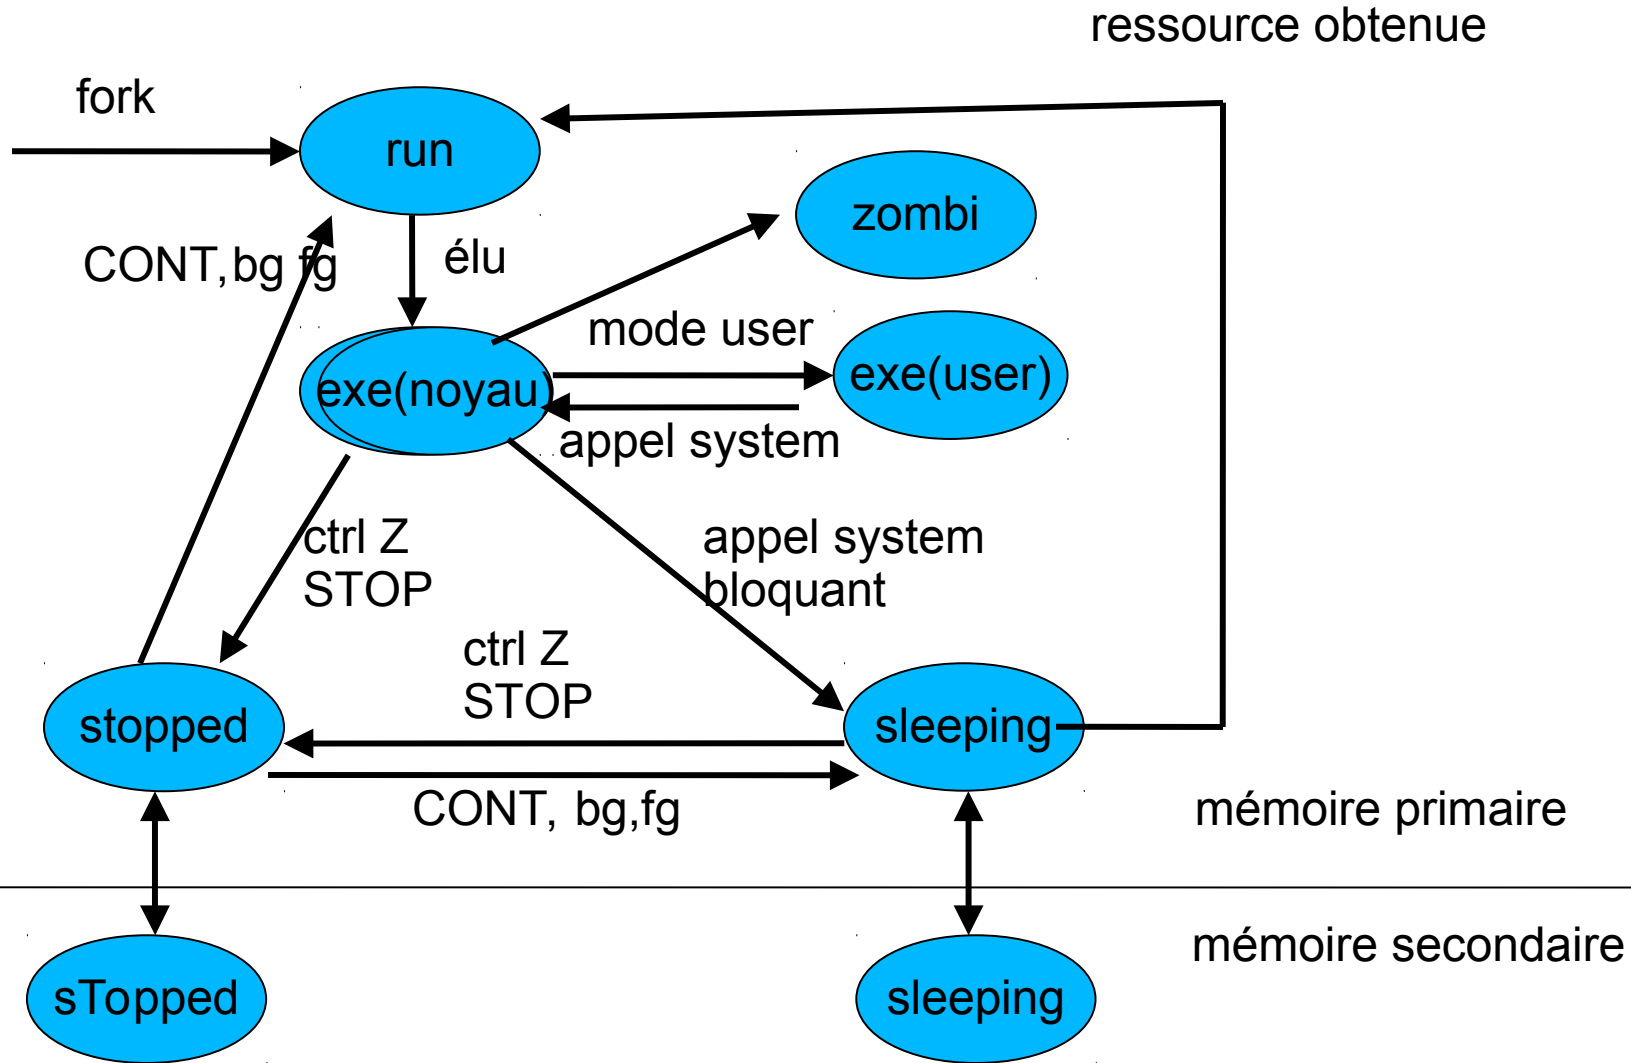 ressource obtenue
fork
run
zombi
CONT,bg fg
élu
mode user
exe(noyau)
exe(user)
appel system
ctrl Z
STOP
appel system
bloquant
ctrl Z
STOP
stopped
sleeping
CONT, bg,fg
mémoire primaire
mémoire secondaire
sTopped
sleeping